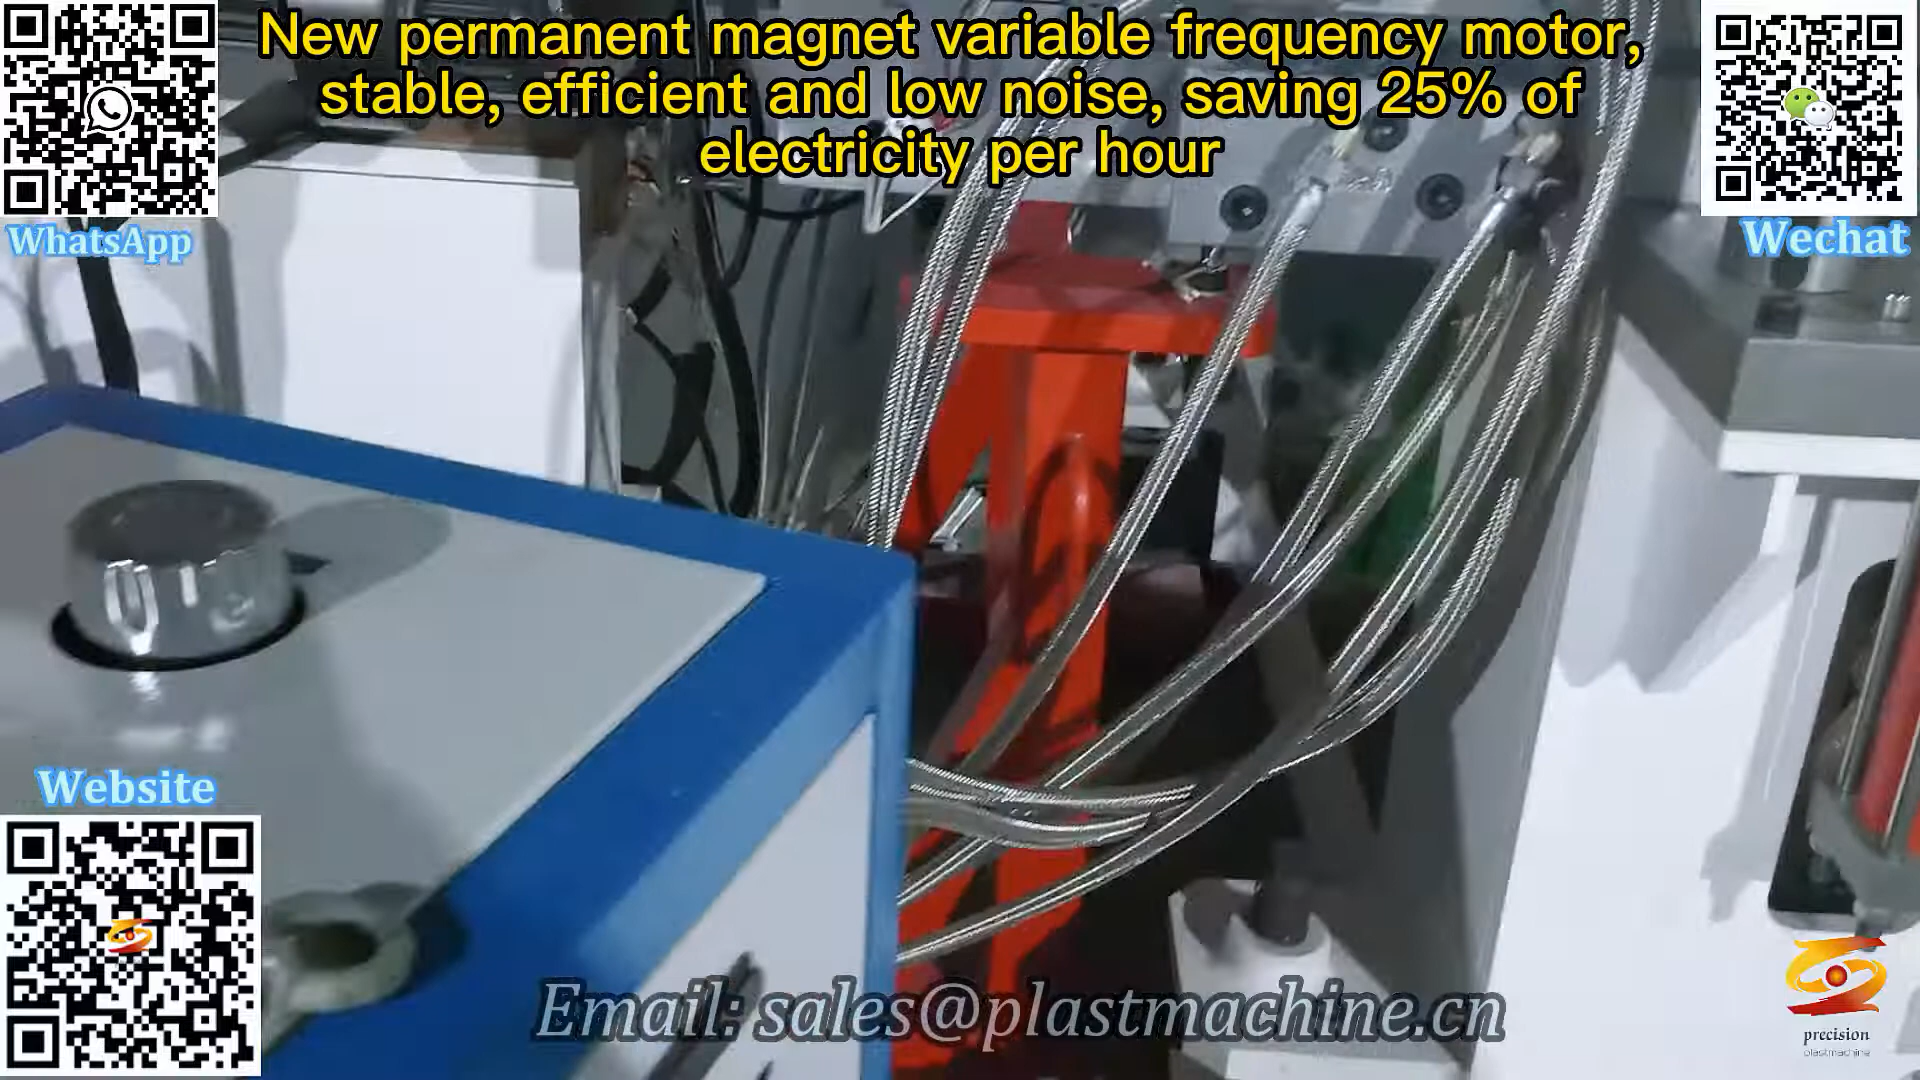 New permanent magnet variable frequency motor,
stable, efficient and low noise, saving 25% of
electricity per hour
WhatsApp
Wechat
Website
Email: sales@plastmachine.cn
precision
plastmachine